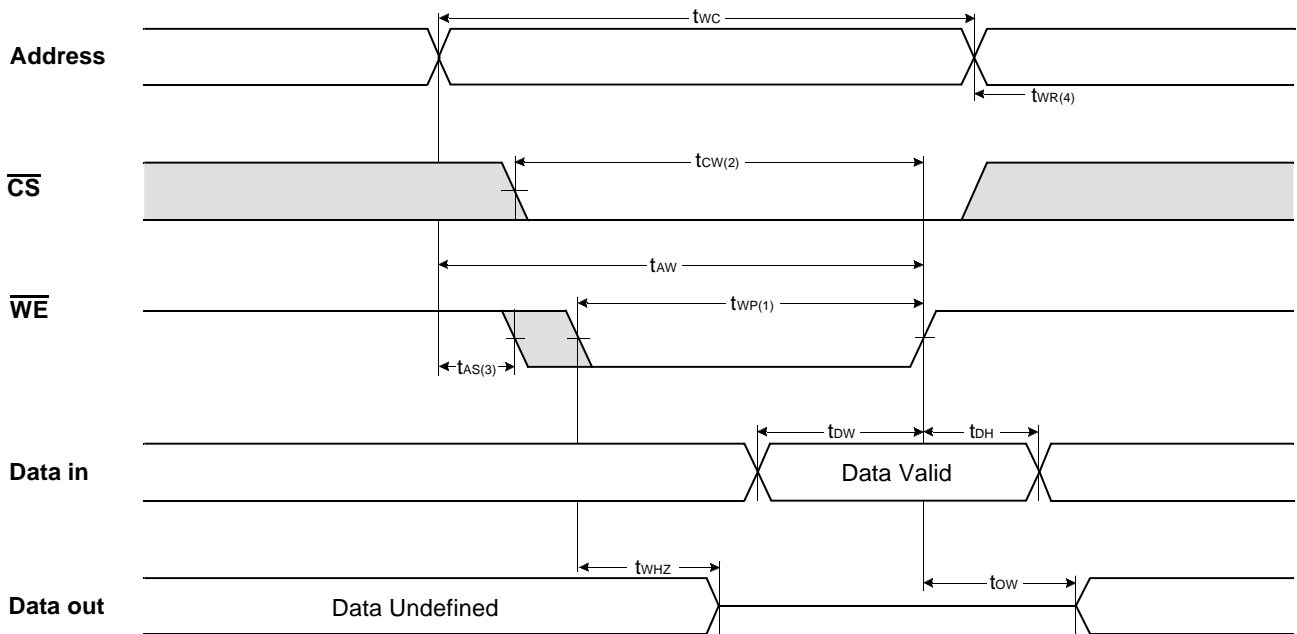 tWC
Address
tWR(4)
tCW(2)
CS
tAW
WE
tWP(1)
tAS(3)
tDW
tDH
Data in
Data Valid
tWHZ
tOW
Data out
Data Undefined